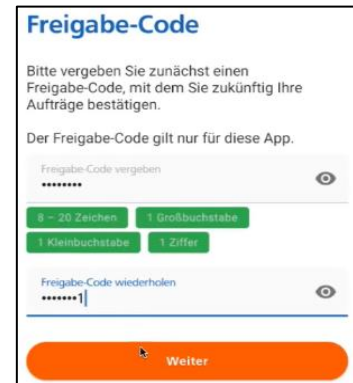 Freigabe-Code
Bitte vergeben Sie zunächst einen
Freigabe-Code, mit dem Sie zukünftig Ihre
Aufträge bestätigen.
Der Freigabe-Code gilt nur für diese App.
Freigabe-Code vergeben
••••••••
8 – 20 Zeichen 1 Großbuchstabe
1 Kleinbuchstabe 1 Ziffer
Freigabe-Code wiederholen
•••••••1
Weiter